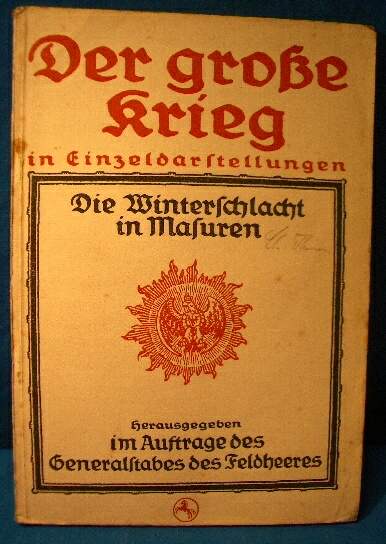 Der große
Krieg
in Einzeldarſtellungen
Die Winterſchlacht
in Maſuren
Herausgegeben
im Auftrage des
Generalſtabes des Feldheeres